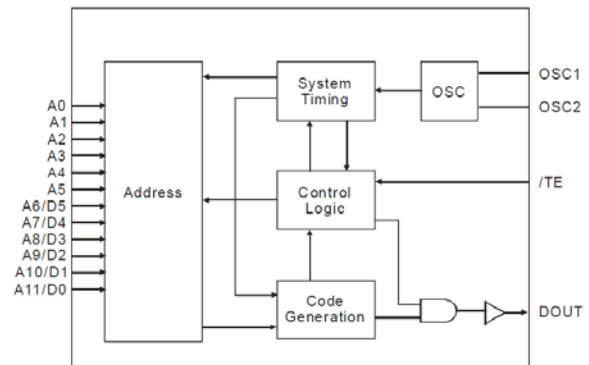 A0
A1
A2
A3
A4
A5
A6/D5
A7/D4
A8/D3
A9/D2
A10/D1
A11/D0
Address
System
Timing
Control
Logic
Code
Generation
OSC
OSC1
OSC2
/TE
DOUT